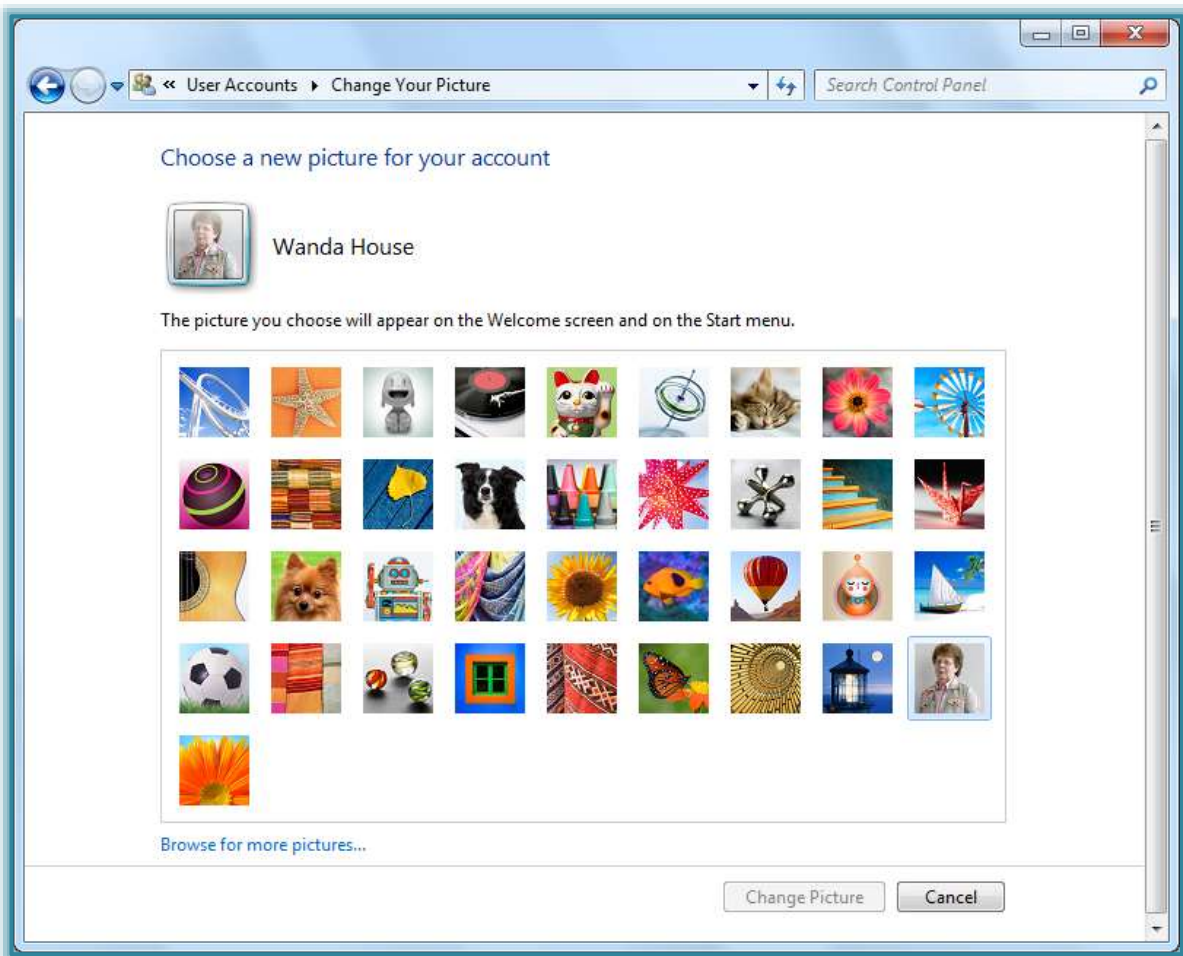 « User Accounts ▸ Change Your Picture
Search Control Panel
Choose a new picture for your account
Wanda House
The picture you choose will appear on the Welcome screen and on the Start menu.
Browse for more pictures...
Change Picture
Cancel